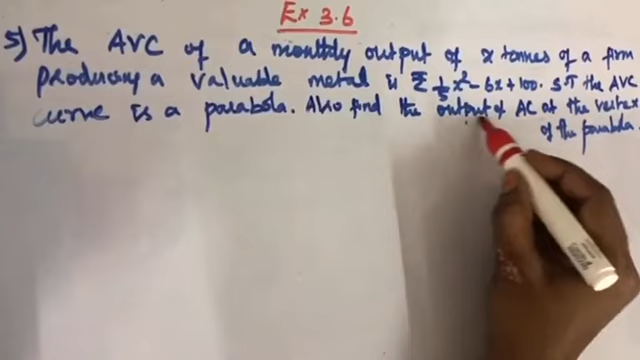 Ex 3.6
5) The AVC of a monthly output of x tonnes of a firm
producing a valuable metal is ₹ 1/5 x² - 6x + 100. S.T the AVC
curve is a parabola. Also find the output of AC at the vertex
of the parabola.